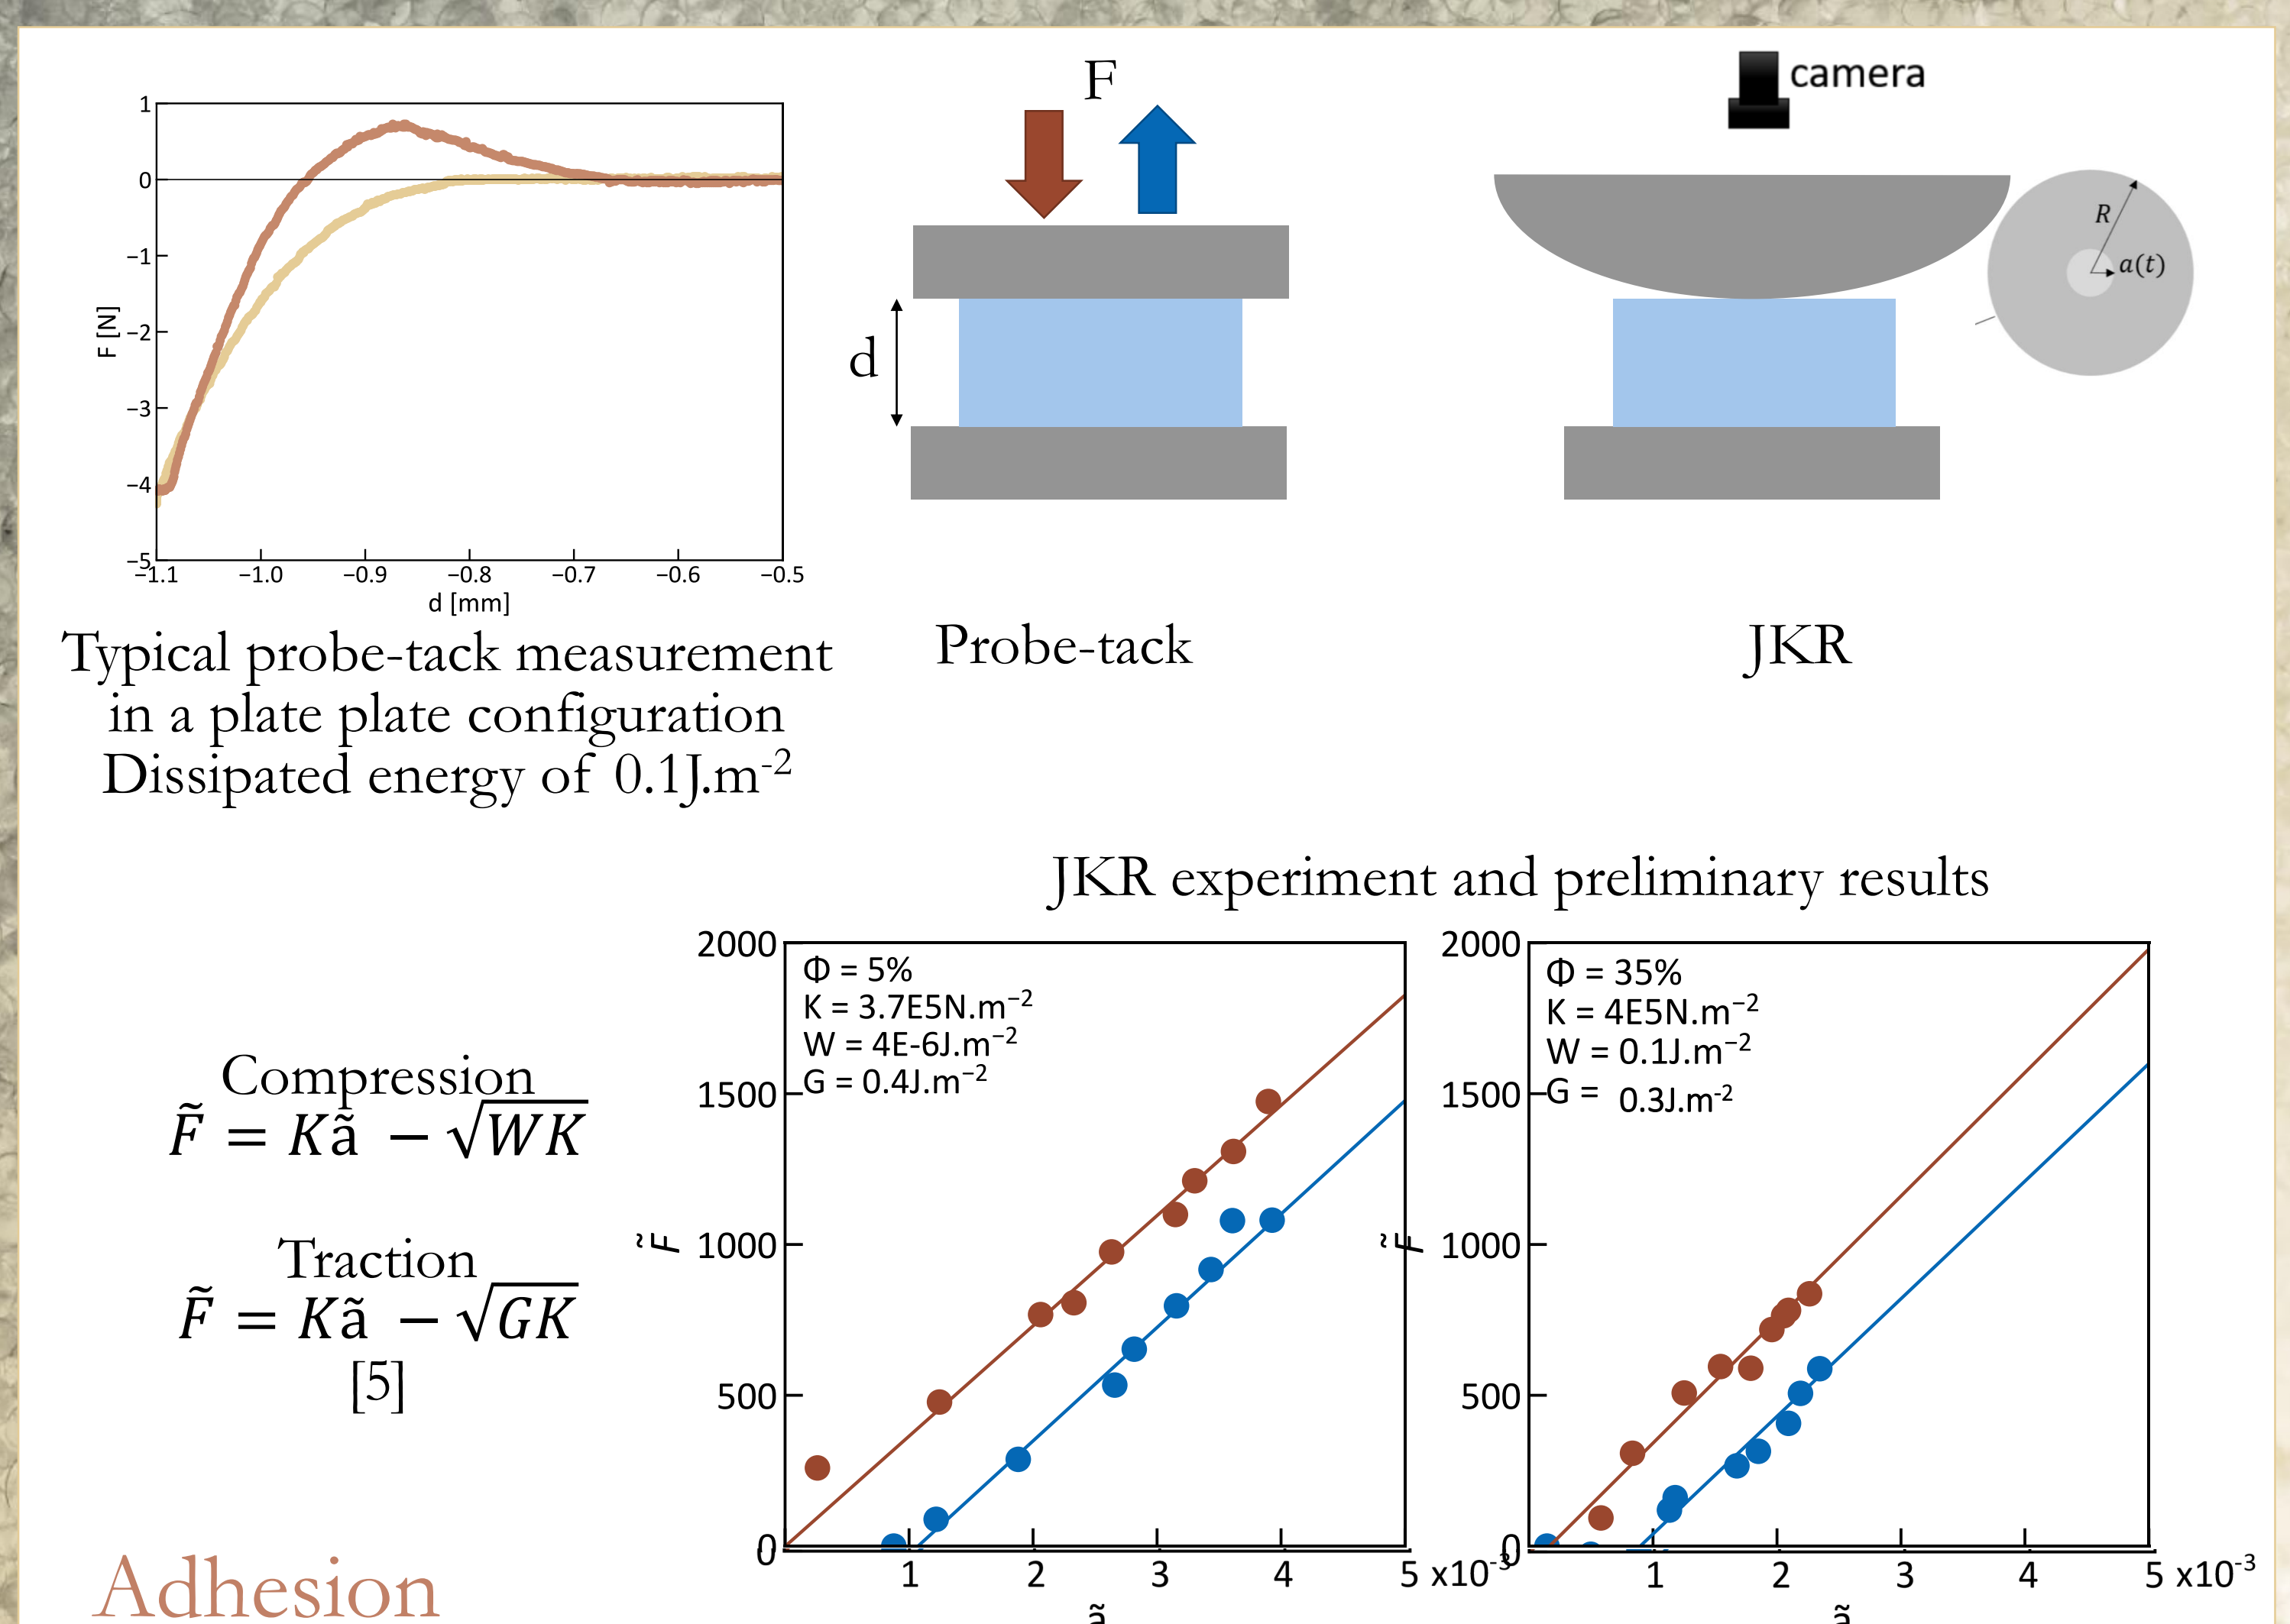 1
0
−1
−2
−3
−4
−5
F [N]
−1.1 −1.0 −0.9 −0.8 −0.7 −0.6 −0.5
d [mm]
Typical probe-tack measurement
in a plate plate configuration
Dissipated energy of 0.1J.m⁻²
F
d
Probe-tack
camera
R
a(t)
JKR
JKR experiment and preliminary results
Compression
F̃ = Kã − √WK
Traction
F̃ = Kã − √GK
[5]
2000
1500
1000
500
0
F̃
Φ = 5%
K = 3.7E5N.m⁻²
W = 4E-6J.m⁻²
G = 0.4J.m⁻²
0 1 2 3 4 5 x10⁻³
ã
2000
1500
1000
500
0
F̃
Φ = 35%
K = 4E5N.m⁻²
W = 0.1J.m⁻²
G = 0.3J.m⁻²
0 1 2 3 4 5 x10⁻³
ã
Adhesion